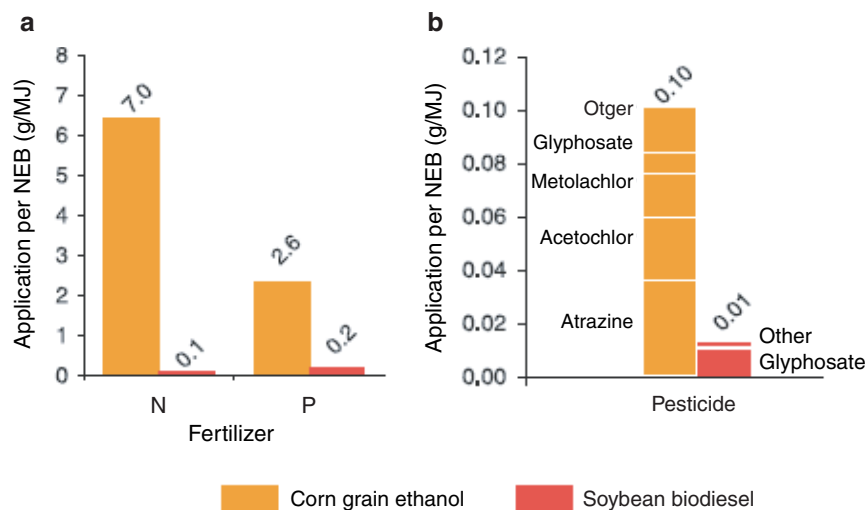 a
Application per NEB (g/MJ)
8
7
6
5
4
3
2
1
0
7.0
0.1
2.6
0.2
N
P
Fertilizer
b
Application per NEB (g/MJ)
0.12
0.10
0.08
0.06
0.04
0.02
0.00
0.10
Otger
Glyphosate
Metolachlor
Acetochlor
Atrazine
0.01
Other
Glyphosate
Pesticide
Corn grain ethanol
Soybean biodiesel